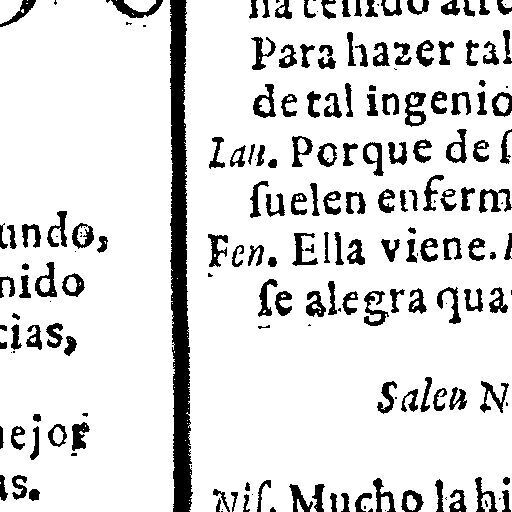 undo,
nido
cias,
mejor
as.
ha tenido atre
Para hazer tal
de tal ingenio
Lau. Porque de ſ
ſuelen enferm
Fen. Ella viene.
ſe alegra qua
Salen N
Niſ. Mucho la hi